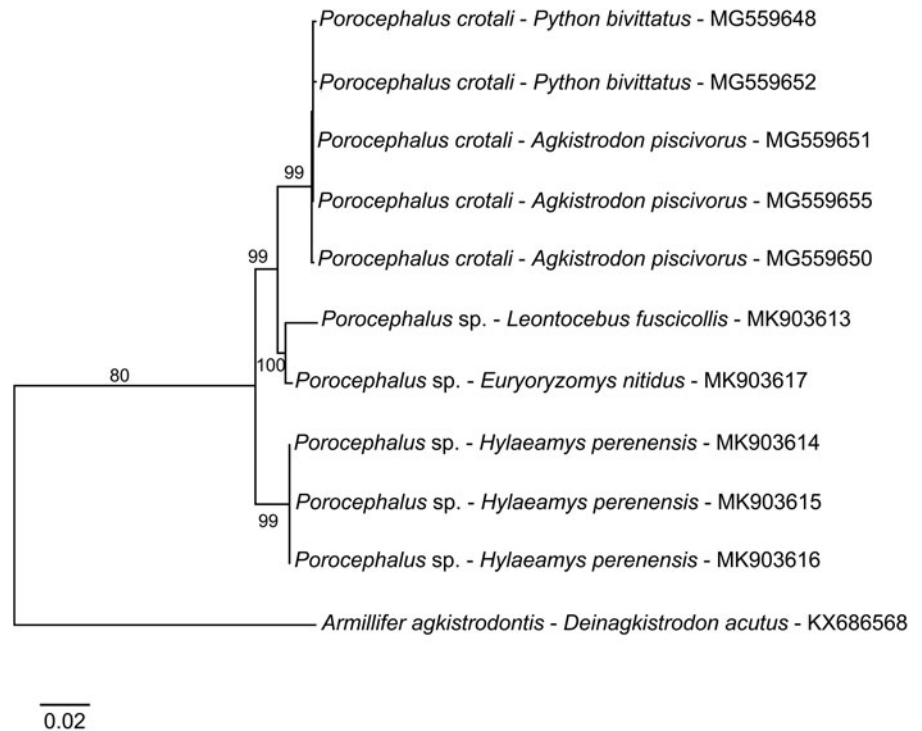 Porocephalus crotali - Python bivittatus - MG559648
Porocephalus crotali - Python bivittatus - MG559652
Porocephalus crotali - Agkistrodon piscivorus - MG559651
99
Porocephalus crotali - Agkistrodon piscivorus - MG559655
99
Porocephalus crotali - Agkistrodon piscivorus - MG559650
Porocephalus sp. - Leontocebus fuscicollis - MK903613
100
80
Porocephalus sp. - Euryoryzomys nitidus - MK903617
Porocephalus sp. - Hylaeamys perenensis - MK903614
Porocephalus sp. - Hylaeamys perenensis - MK903615
99
Porocephalus sp. - Hylaeamys perenensis - MK903616
Armillifer agkistrodontis - Deinagkistrodon acutus - KX686568
0.02